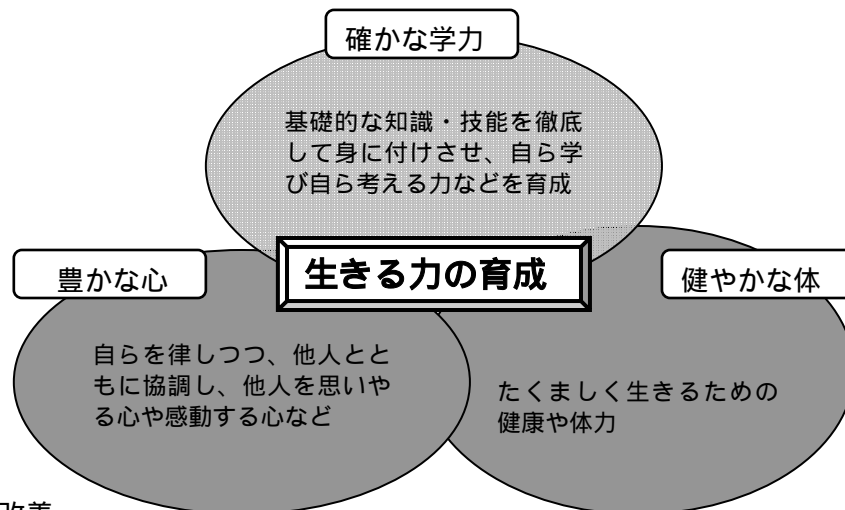 確かな学力
基礎的な知識・技能を徹底
して身に付けさせ、自ら学
び自ら考える力などを育成
生きる力の育成
豊かな心
健やかな体
自らを律しつつ、他人とと
もに協調し、他人を思いや
る心や感動する心など
たくましく生きるための
健康や体力
改善